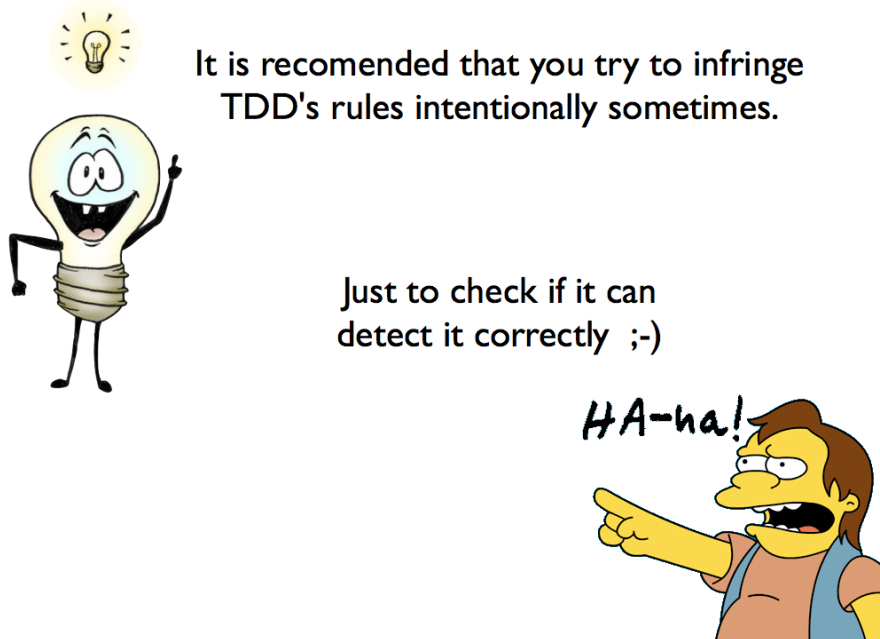 It is recomended that you try to infringe
TDD's rules intentionally sometimes.
Just to check if it can
detect it correctly ;-)
HA-ha!